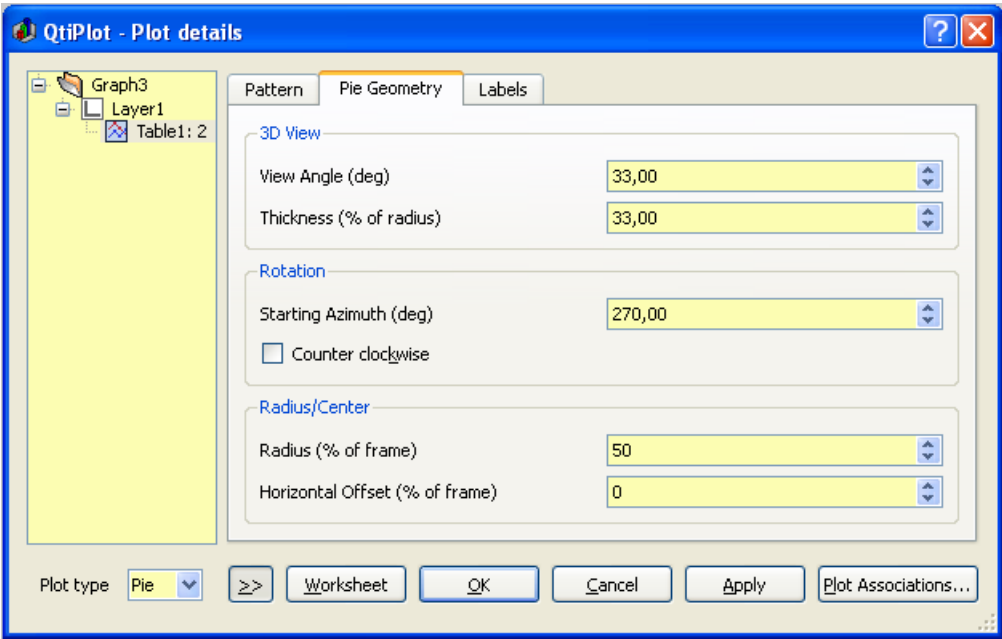 QtiPlot - Plot details
Graph3
Layer1
Table1: 2
Pattern Pie Geometry Labels
3D View
View Angle (deg) 33,00
Thickness (% of radius) 33,00
Rotation
Starting Azimuth (deg) 270,00
Counter clockwise
Radius/Center
Radius (% of frame) 50
Horizontal Offset (% of frame) 0
Plot type Pie >> Worksheet OK Cancel Apply Plot Associations...